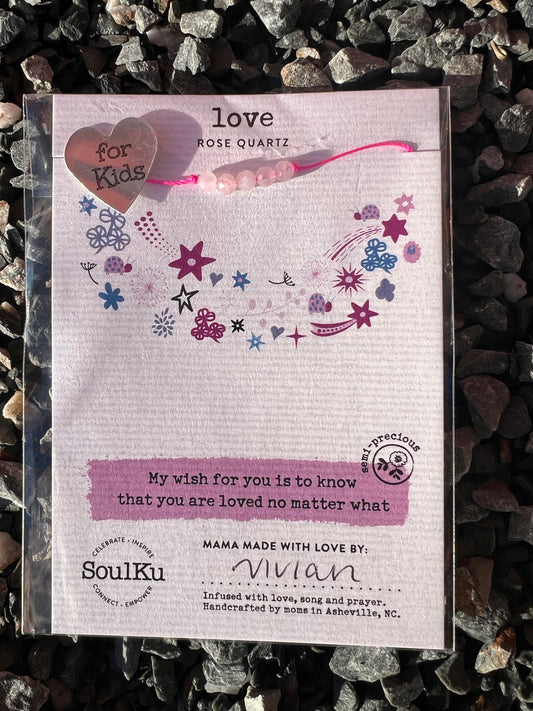 love
ROSE QUARTZ
for
Kids
semi-precious
My wish for you is to know
that you are loved no matter what
CELEBRATE · INSPIRE
SoulKu
CONNECT · EMPOWER
MAMA MADE WITH LOVE BY:
Vivian
Infused with love, song and prayer.
Handcrafted by moms in Asheville, NC.